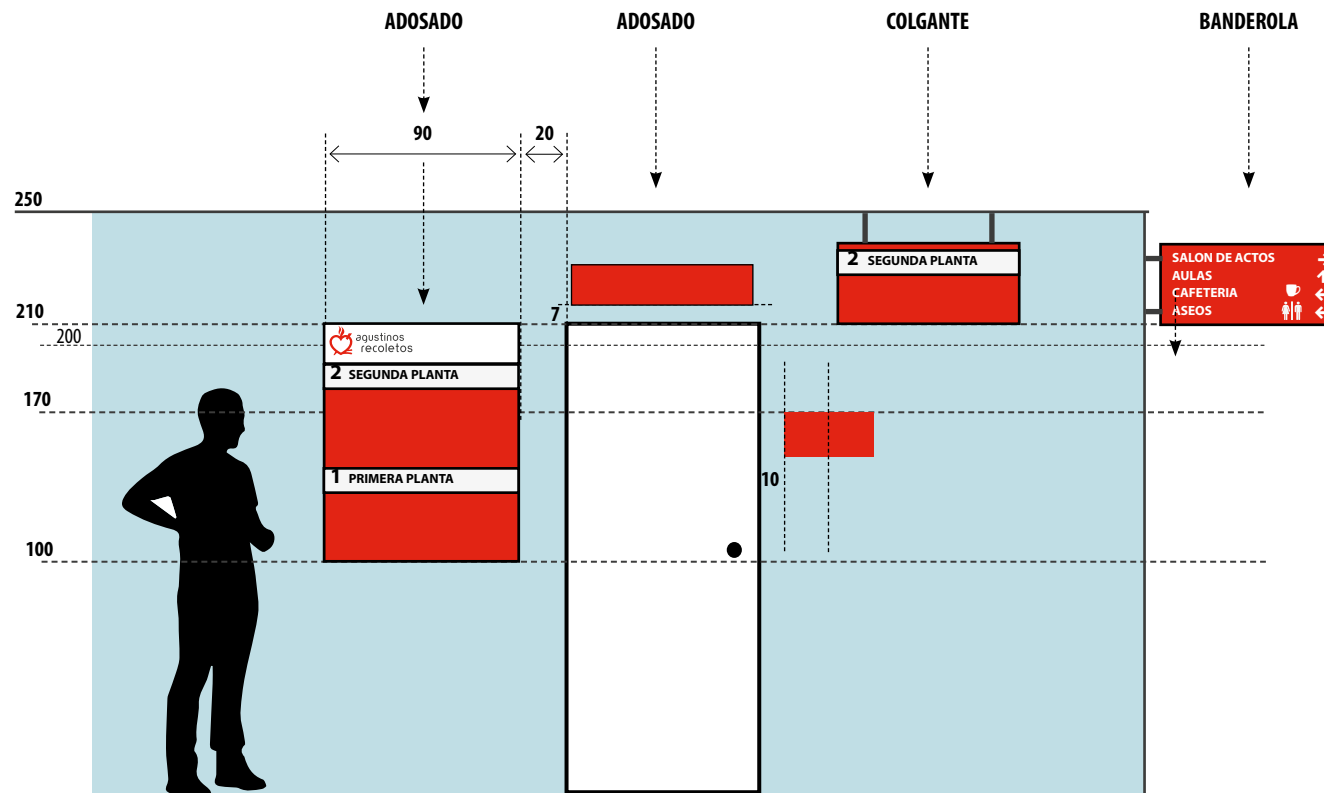 ADOSADO
ADOSADO
COLGANTE
BANDEROLA
90
20
250
2 SEGUNDA PLANTA
SALON DE ACTOS
AULAS
CAFETERIA
ASEOS
7
210
200
agustinos
recoletos
2 SEGUNDA PLANTA
170
1 PRIMERA PLANTA
10
100